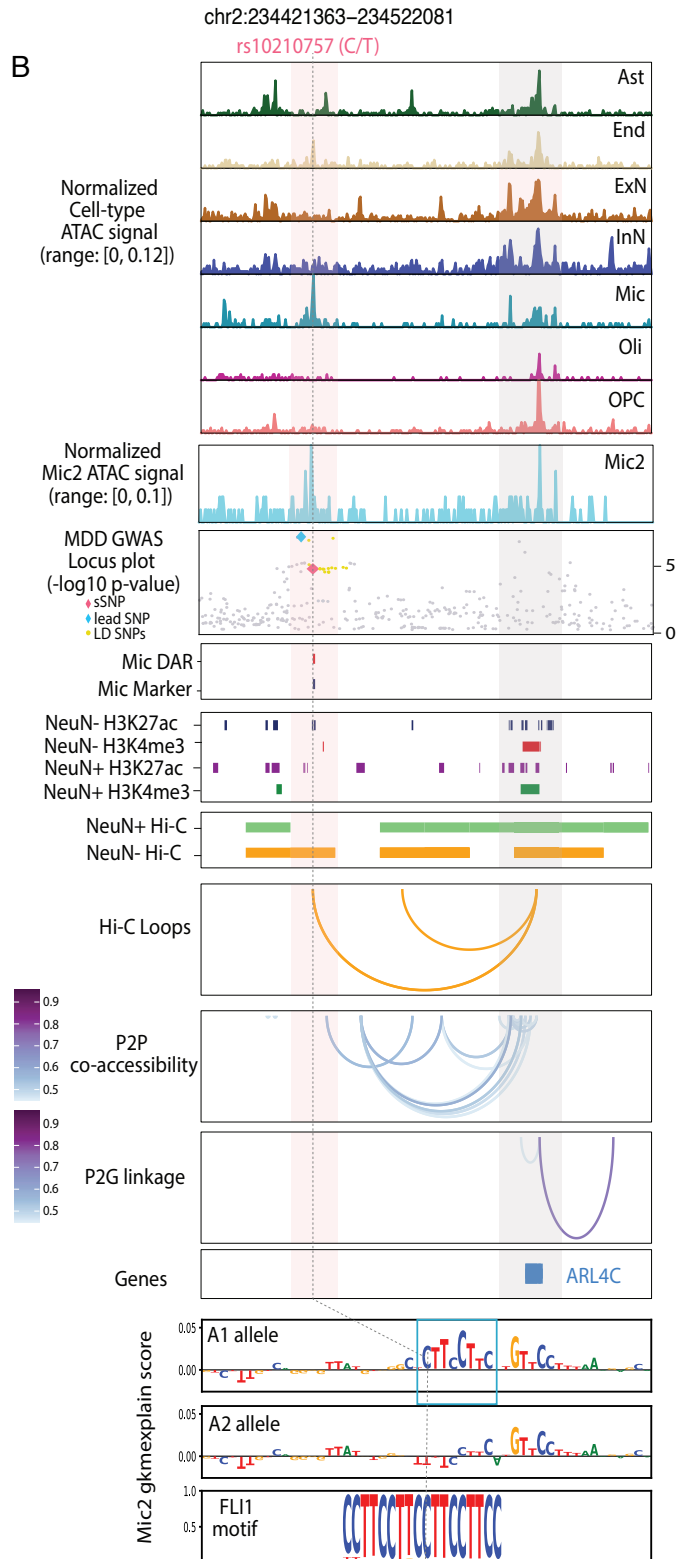 chr2:234421363–234522081
rs10210757 (C/T)
B
Ast
End
ExN
Normalized
Cell-type
ATAC signal
(range: [0, 0.12])
InN
Mic
Oli
OPC
Normalized
Mic2 ATAC signal
(range: [0, 0.1])
Mic2
MDD GWAS
Locus plot
(-log10 p-value)
sSNP
lead SNP
LD SNPs
5
0
Mic DAR
Mic Marker
NeuN- H3K27ac
NeuN- H3K4me3
NeuN+ H3K27ac
NeuN+ H3K4me3
NeuN+ Hi-C
NeuN- Hi-C
Hi-C Loops
0.9
0.8
0.7
0.6
0.5
P2P
co-accessibility
0.9
0.8
0.7
0.6
0.5
P2G linkage
Genes
ARL4C
Mic2 gkmexplain score
0.05
0.00
A1 allele
0.05
0.00
A2 allele
1.0
0.5
FLI1
motif
CCTTCCTTCCTTCCTTCC